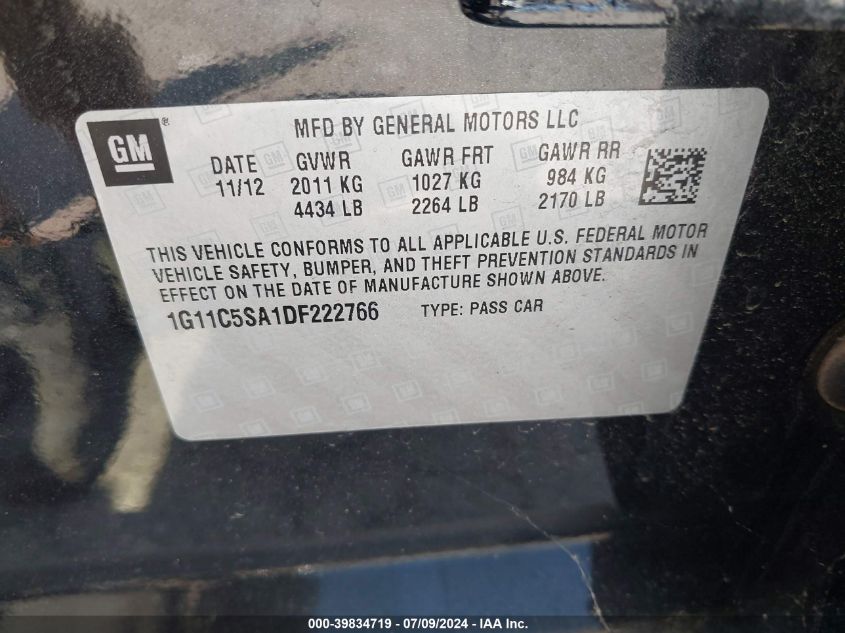 GM ®
MFD BY GENERAL MOTORS LLC
DATE GVWR GAWR FRT GAWR RR
11/12 2011 KG 1027 KG 984 KG
4434 LB 2264 LB 2170 LB
THIS VEHICLE CONFORMS TO ALL APPLICABLE U.S. FEDERAL MOTOR
VEHICLE SAFETY, BUMPER, AND THEFT PREVENTION STANDARDS IN
EFFECT ON THE DATE OF MANUFACTURE SHOWN ABOVE.
1G11C5SA1DF222766 TYPE: PASS CAR
000-39834719 / 07/09/2024 - IAA Inc.